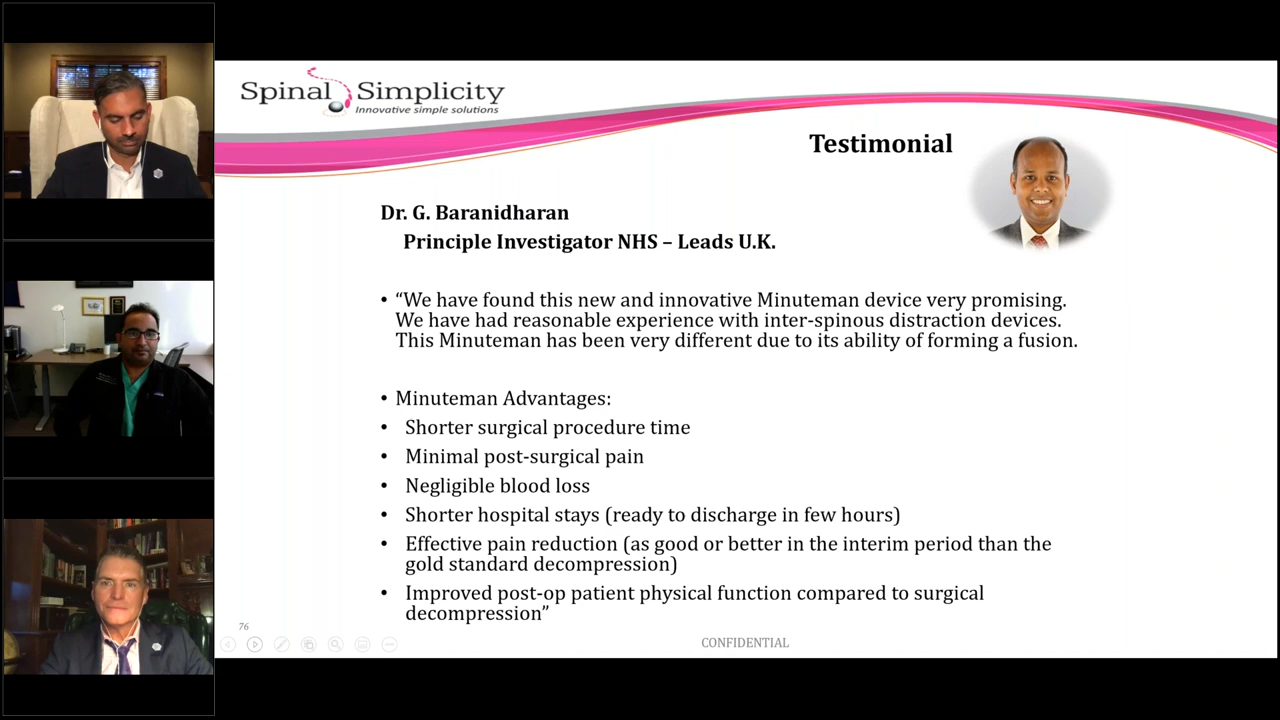 Spinal Simplicity
Innovative simple solutions
Testimonial
Dr. G. Baranidharan
Principle Investigator NHS – Leads U.K.
• “We have found this new and innovative Minuteman device very promising.
We have had reasonable experience with inter-spinous distraction devices.
This Minuteman has been very different due to its ability of forming a fusion.
• Minuteman Advantages:
• Shorter surgical procedure time
• Minimal post-surgical pain
• Negligible blood loss
• Shorter hospital stays (ready to discharge in few hours)
• Effective pain reduction (as good or better in the interim period than the
gold standard decompression)
• Improved post-op patient physical function compared to surgical
decompression”
76
CONFIDENTIAL